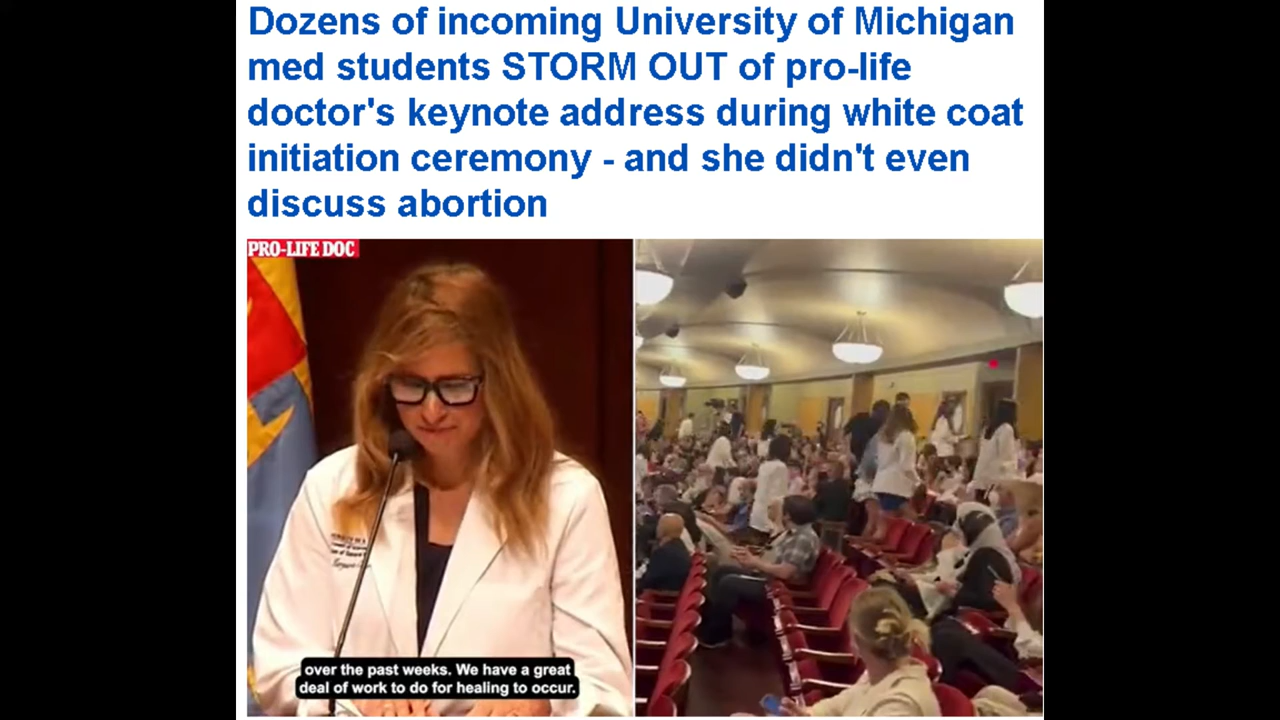 Dozens of incoming University of Michigan
med students STORM OUT of pro-life
doctor's keynote address during white coat
initiation ceremony - and she didn't even
discuss abortion
PRO-LIFE DOC
over the past weeks. We have a great
deal of work to do for healing to occur.